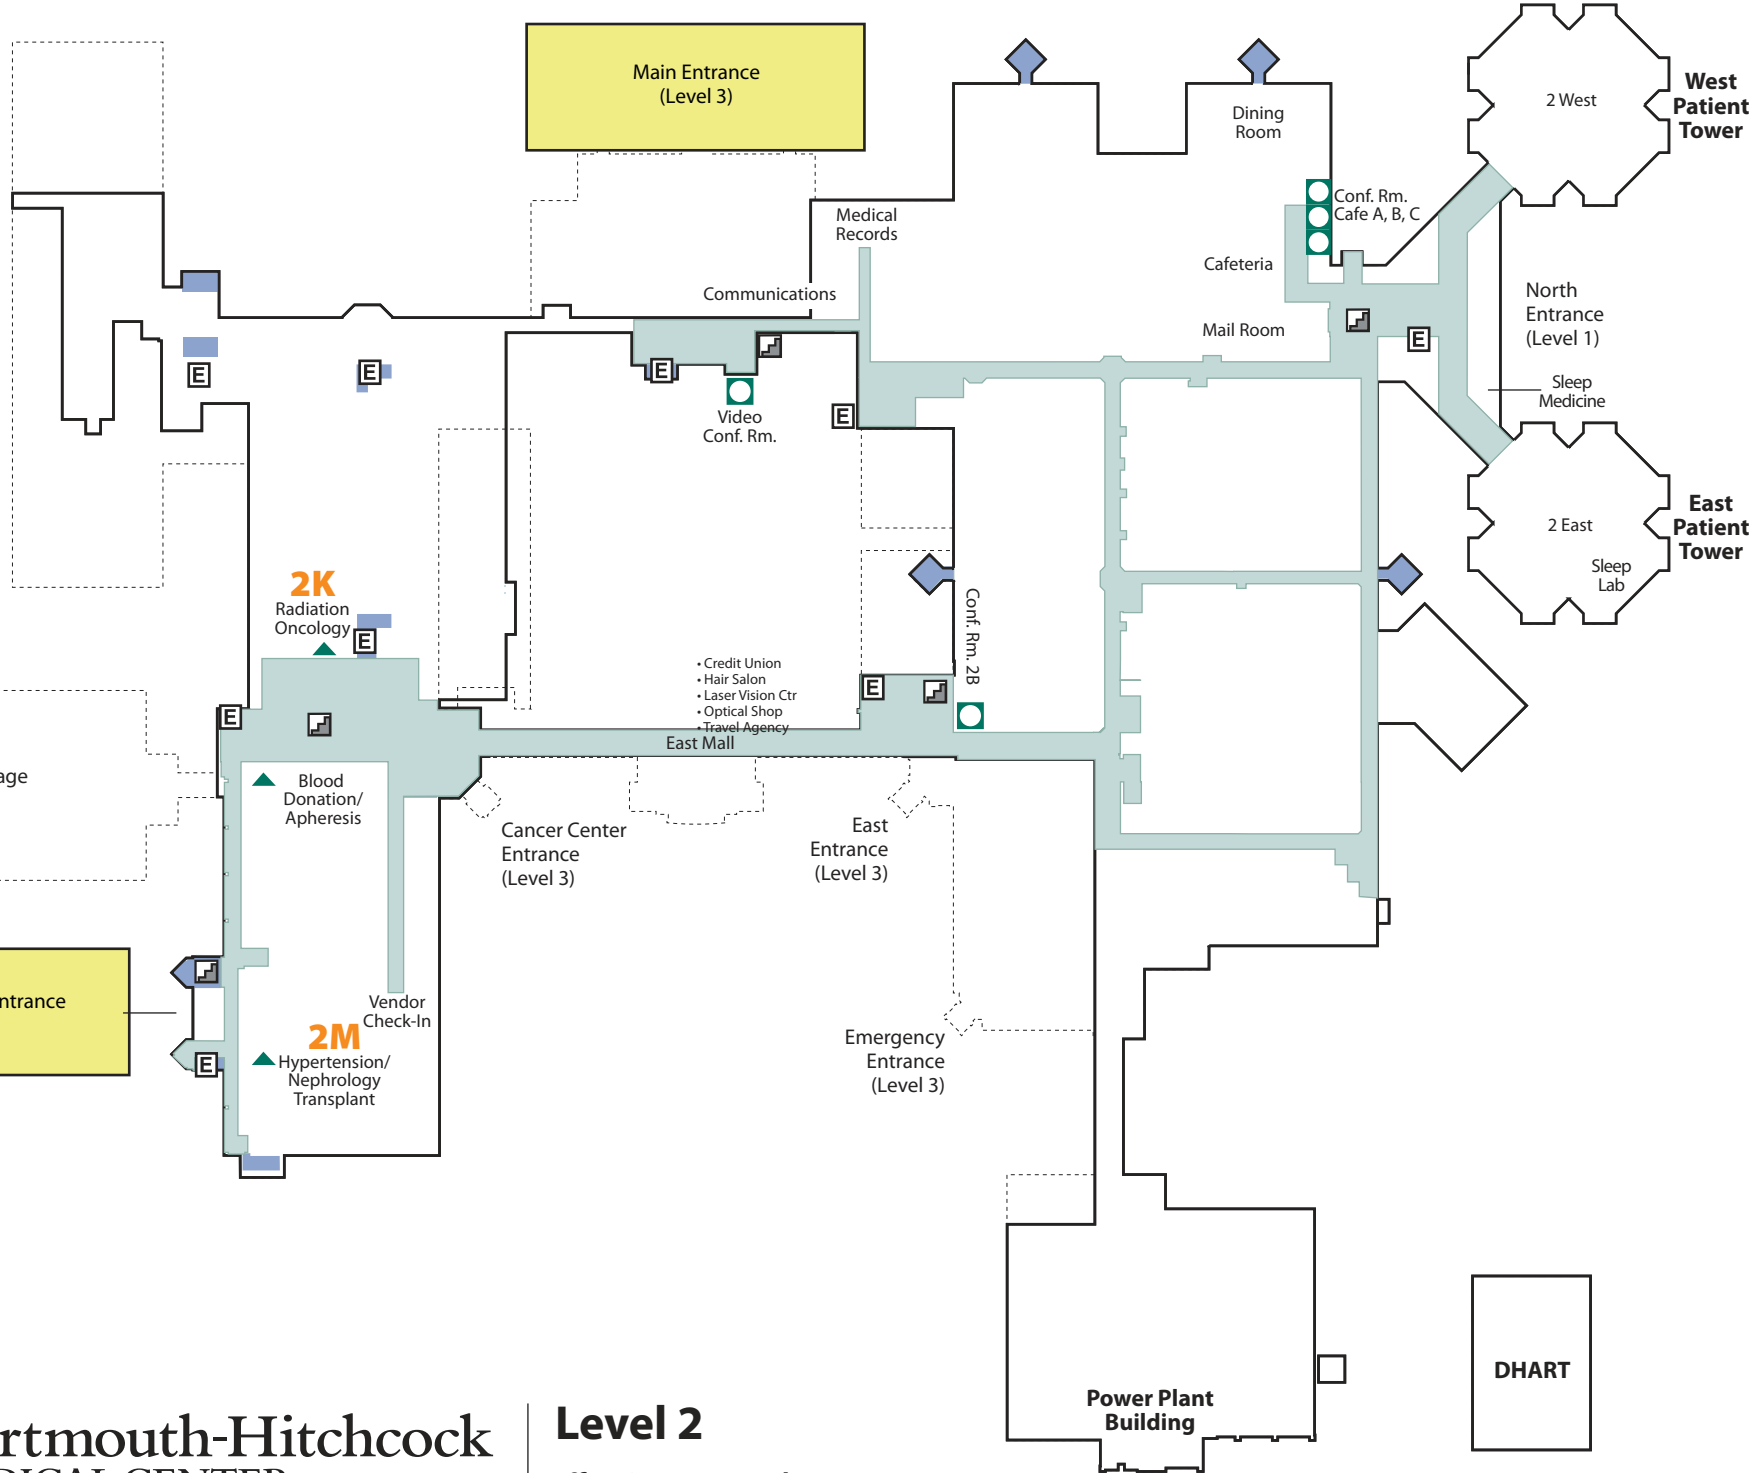 Main Entrance
(Level 3)
2 West
West
Patient
Tower
Dining
Room
Conf. Rm.
Cafe A, B, C
Medical
Records
Cafeteria
Communications
Mail Room
North
Entrance
(Level 1)
Sleep
Medicine
E
E
E
E
E
Video
Conf. Rm.
2 East
Sleep
Lab
East
Patient
Tower
2K
Radiation
Oncology
E
Conf. Rm. 2B
• Credit Union
• Hair Salon
• Laser Vision Ctr
• Optical Shop
• Travel Agency
East Mall
E
E
age
Blood
Donation/
Apheresis
Cancer Center
Entrance
(Level 3)
East
Entrance
(Level 3)
ntrance
Vendor
Check-In
2M
Hypertension/
Nephrology
Transplant
E
Emergency
Entrance
(Level 3)
Power Plant
Building
DHART
rtmouth-Hitchcock
DICAL CENTER
Level 2